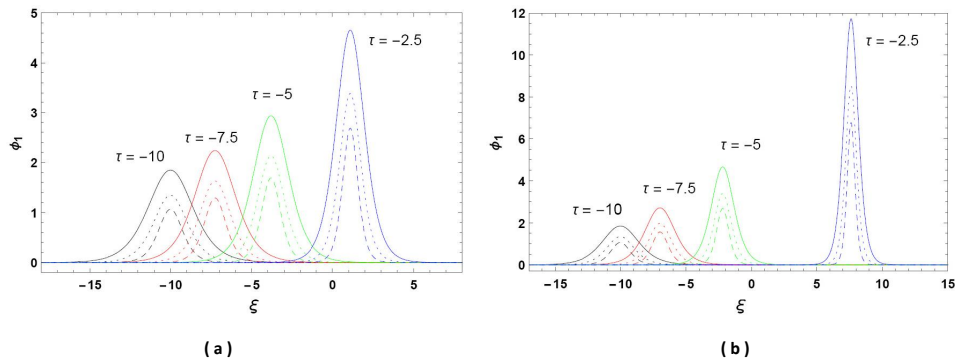 5
4
3
2
1
0
ϕ₁
τ = −10
τ = −7.5
τ = −5
τ = −2.5
−15 −10 −5 0 5
ξ
( a )
12
10
8
6
4
2
0
ϕ₁
τ = −10
τ = −7.5
τ = −5
τ = −2.5
−15 −10 −5 0 5 10 15
ξ
( b )